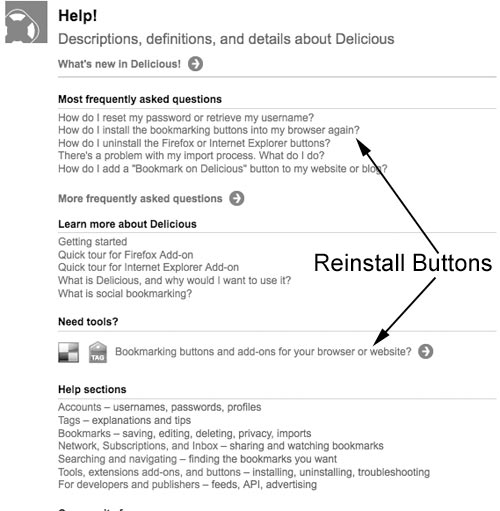 Help!
Descriptions, definitions, and details about Delicious
What's new in Delicious!
Most frequently asked questions
How do I reset my password or retrieve my username?
How do I install the bookmarking buttons into my browser again?
How do I uninstall the Firefox or Internet Explorer buttons?
There's a problem with my import process. What do I do?
How do I add a "Bookmark on Delicious" button to my website or blog?
More frequently asked questions
Learn more about Delicious
Getting started
Quick tour for Firefox Add-on
Quick tour for Internet Explorer Add-on
What is Delicious, and why would I want to use it?
What is social bookmarking?
Reinstall Buttons
Need tools?
TAG
Bookmarking buttons and add-ons for your browser or website?
Help sections
Accounts – usernames, passwords, profiles
Tags – explanations and tips
Bookmarks – saving, editing, deleting, privacy, imports
Network, Subscriptions, and Inbox – sharing and watching bookmarks
Searching and navigating – finding the bookmarks you want
Tools, extensions add-ons, and buttons – installing, uninstalling, troubleshooting
For developers and publishers – feeds, API, advertising